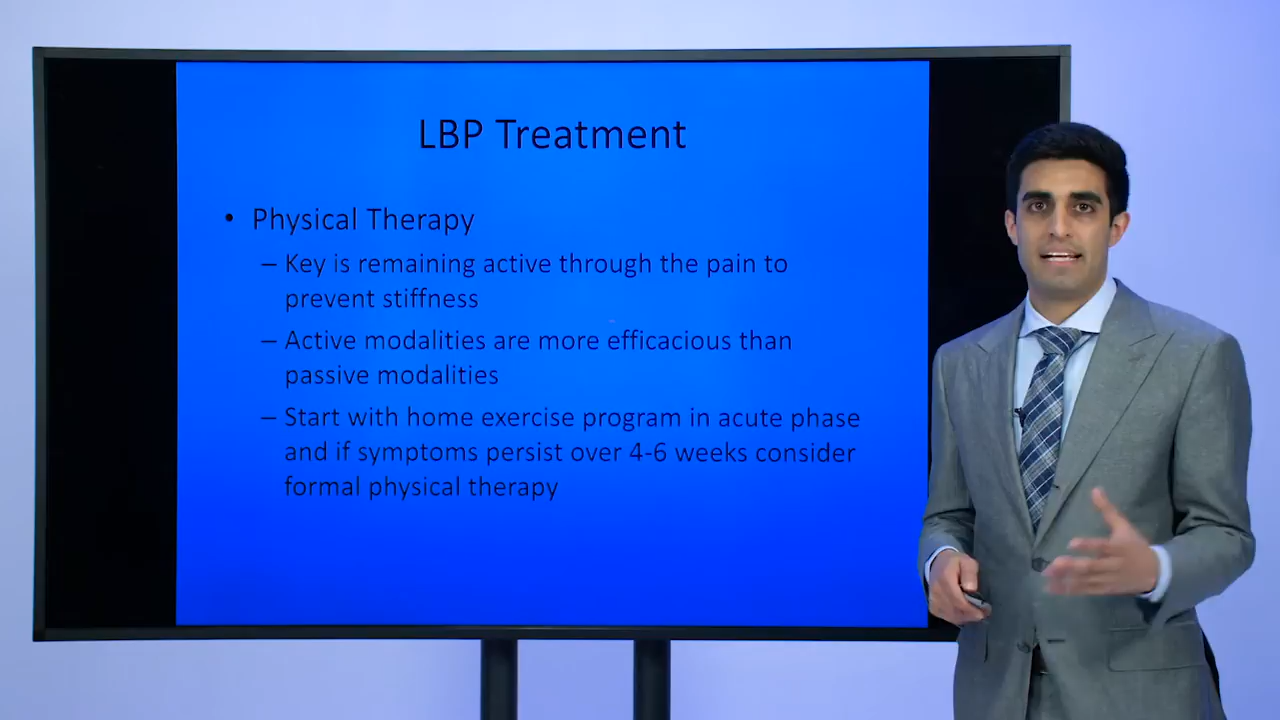 LBP Treatment
• Physical Therapy
– Key is remaining active through the pain to
prevent stiffness
– Active modalities are more efficacious than
passive modalities
– Start with home exercise program in acute phase
and if symptoms persist over 4-6 weeks consider
formal physical therapy